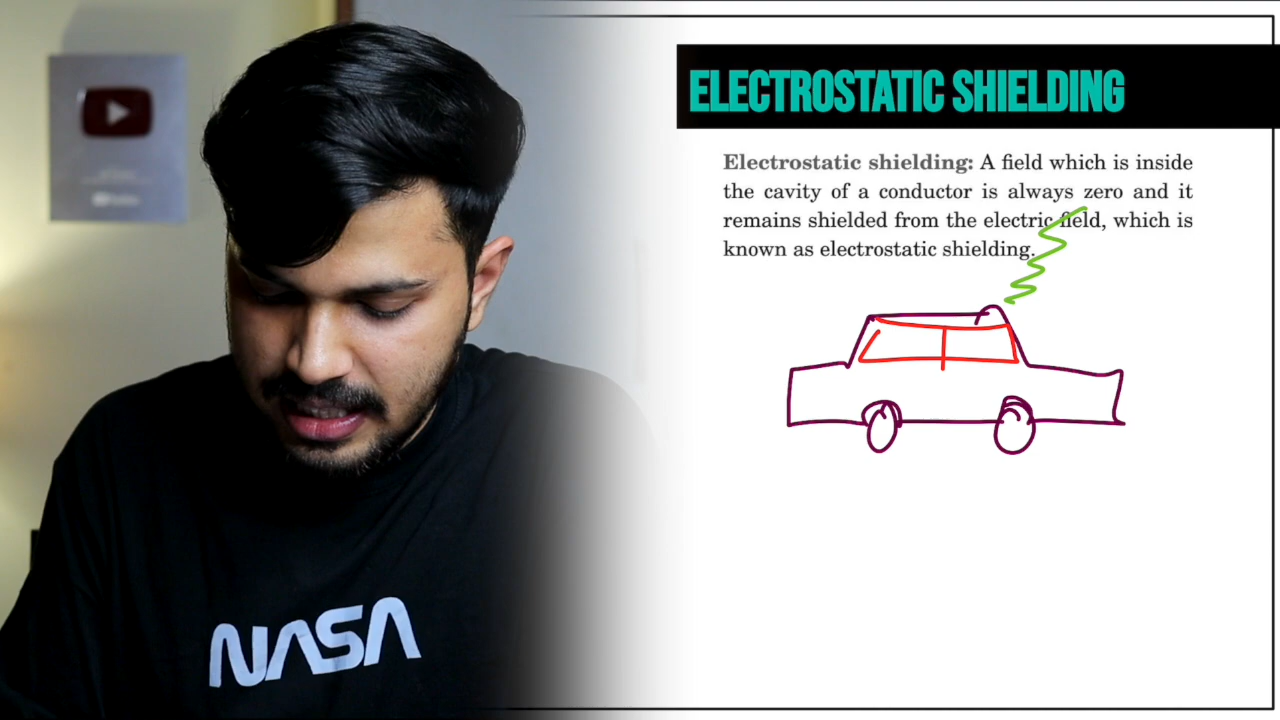 ELECTROSTATIC SHIELDING
Electrostatic shielding: A field which is inside
the cavity of a conductor is always zero and it
remains shielded from the electric field, which is
known as electrostatic shielding.
NASA